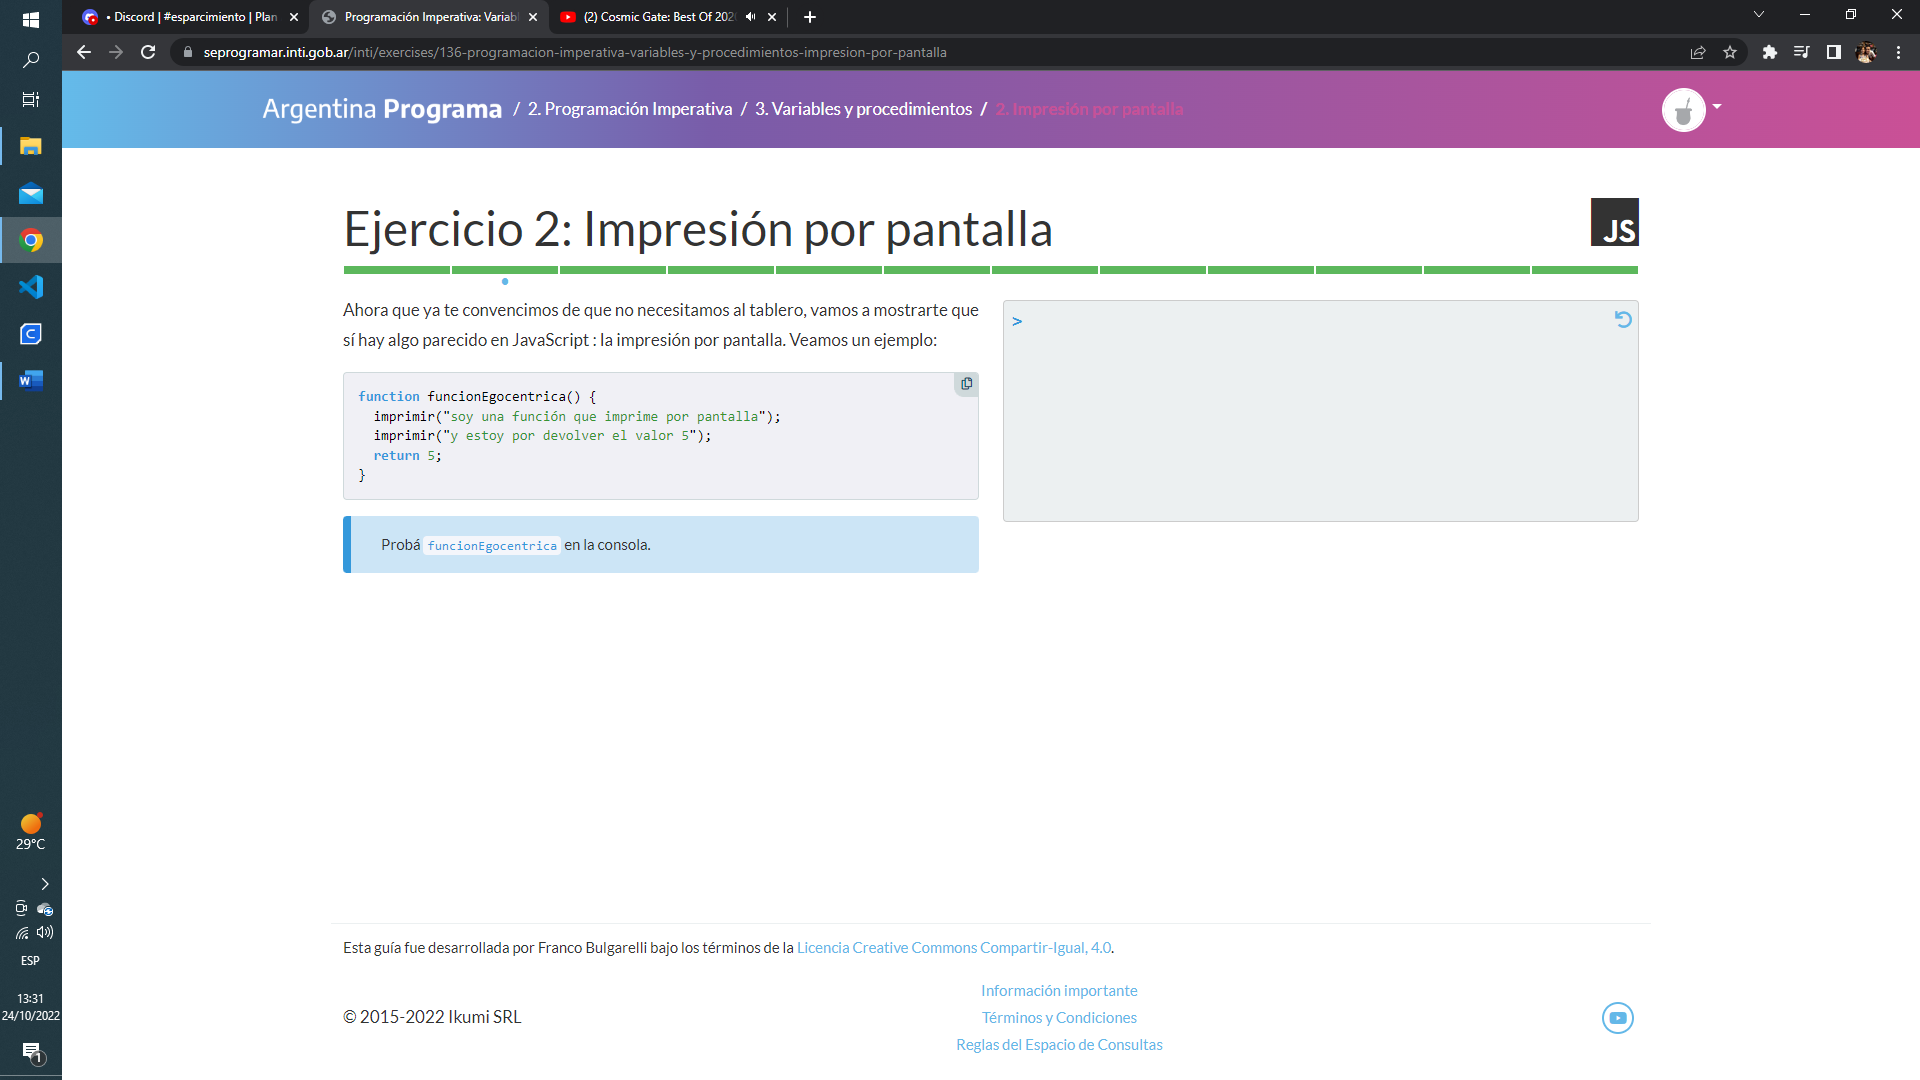 • Discord | #esparcimiento | Plan
Programación Imperativa: Variab
(2) Cosmic Gate: Best Of 202
seprogramar.inti.gob.ar/inti/exercises/136-programacion-imperativa-variables-y-procedimientos-impresion-por-pantalla
Argentina Programa / 2. Programación Imperativa / 3. Variables y procedimientos / 2. Impresión por pantalla
Ejercicio 2: Impresión por pantalla
JS
Ahora que ya te convencimos de que no necesitamos al tablero, vamos a mostrarte que
sí hay algo parecido en JavaScript : la impresión por pantalla. Veamos un ejemplo:
>
function funcionEgocentrica() {
imprimir("soy una función que imprime por pantalla");
imprimir("y estoy por devolver el valor 5");
return 5;
}
Probá funcionEgocentrica en la consola.
Esta guía fue desarrollada por Franco Bulgarelli bajo los términos de la Licencia Creative Commons Compartir-Igual, 4.0.
© 2015-2022 Ikumi SRL
Información importante
Términos y Condiciones
Reglas del Espacio de Consultas
29°C
ESP
13:31
24/10/2022
1